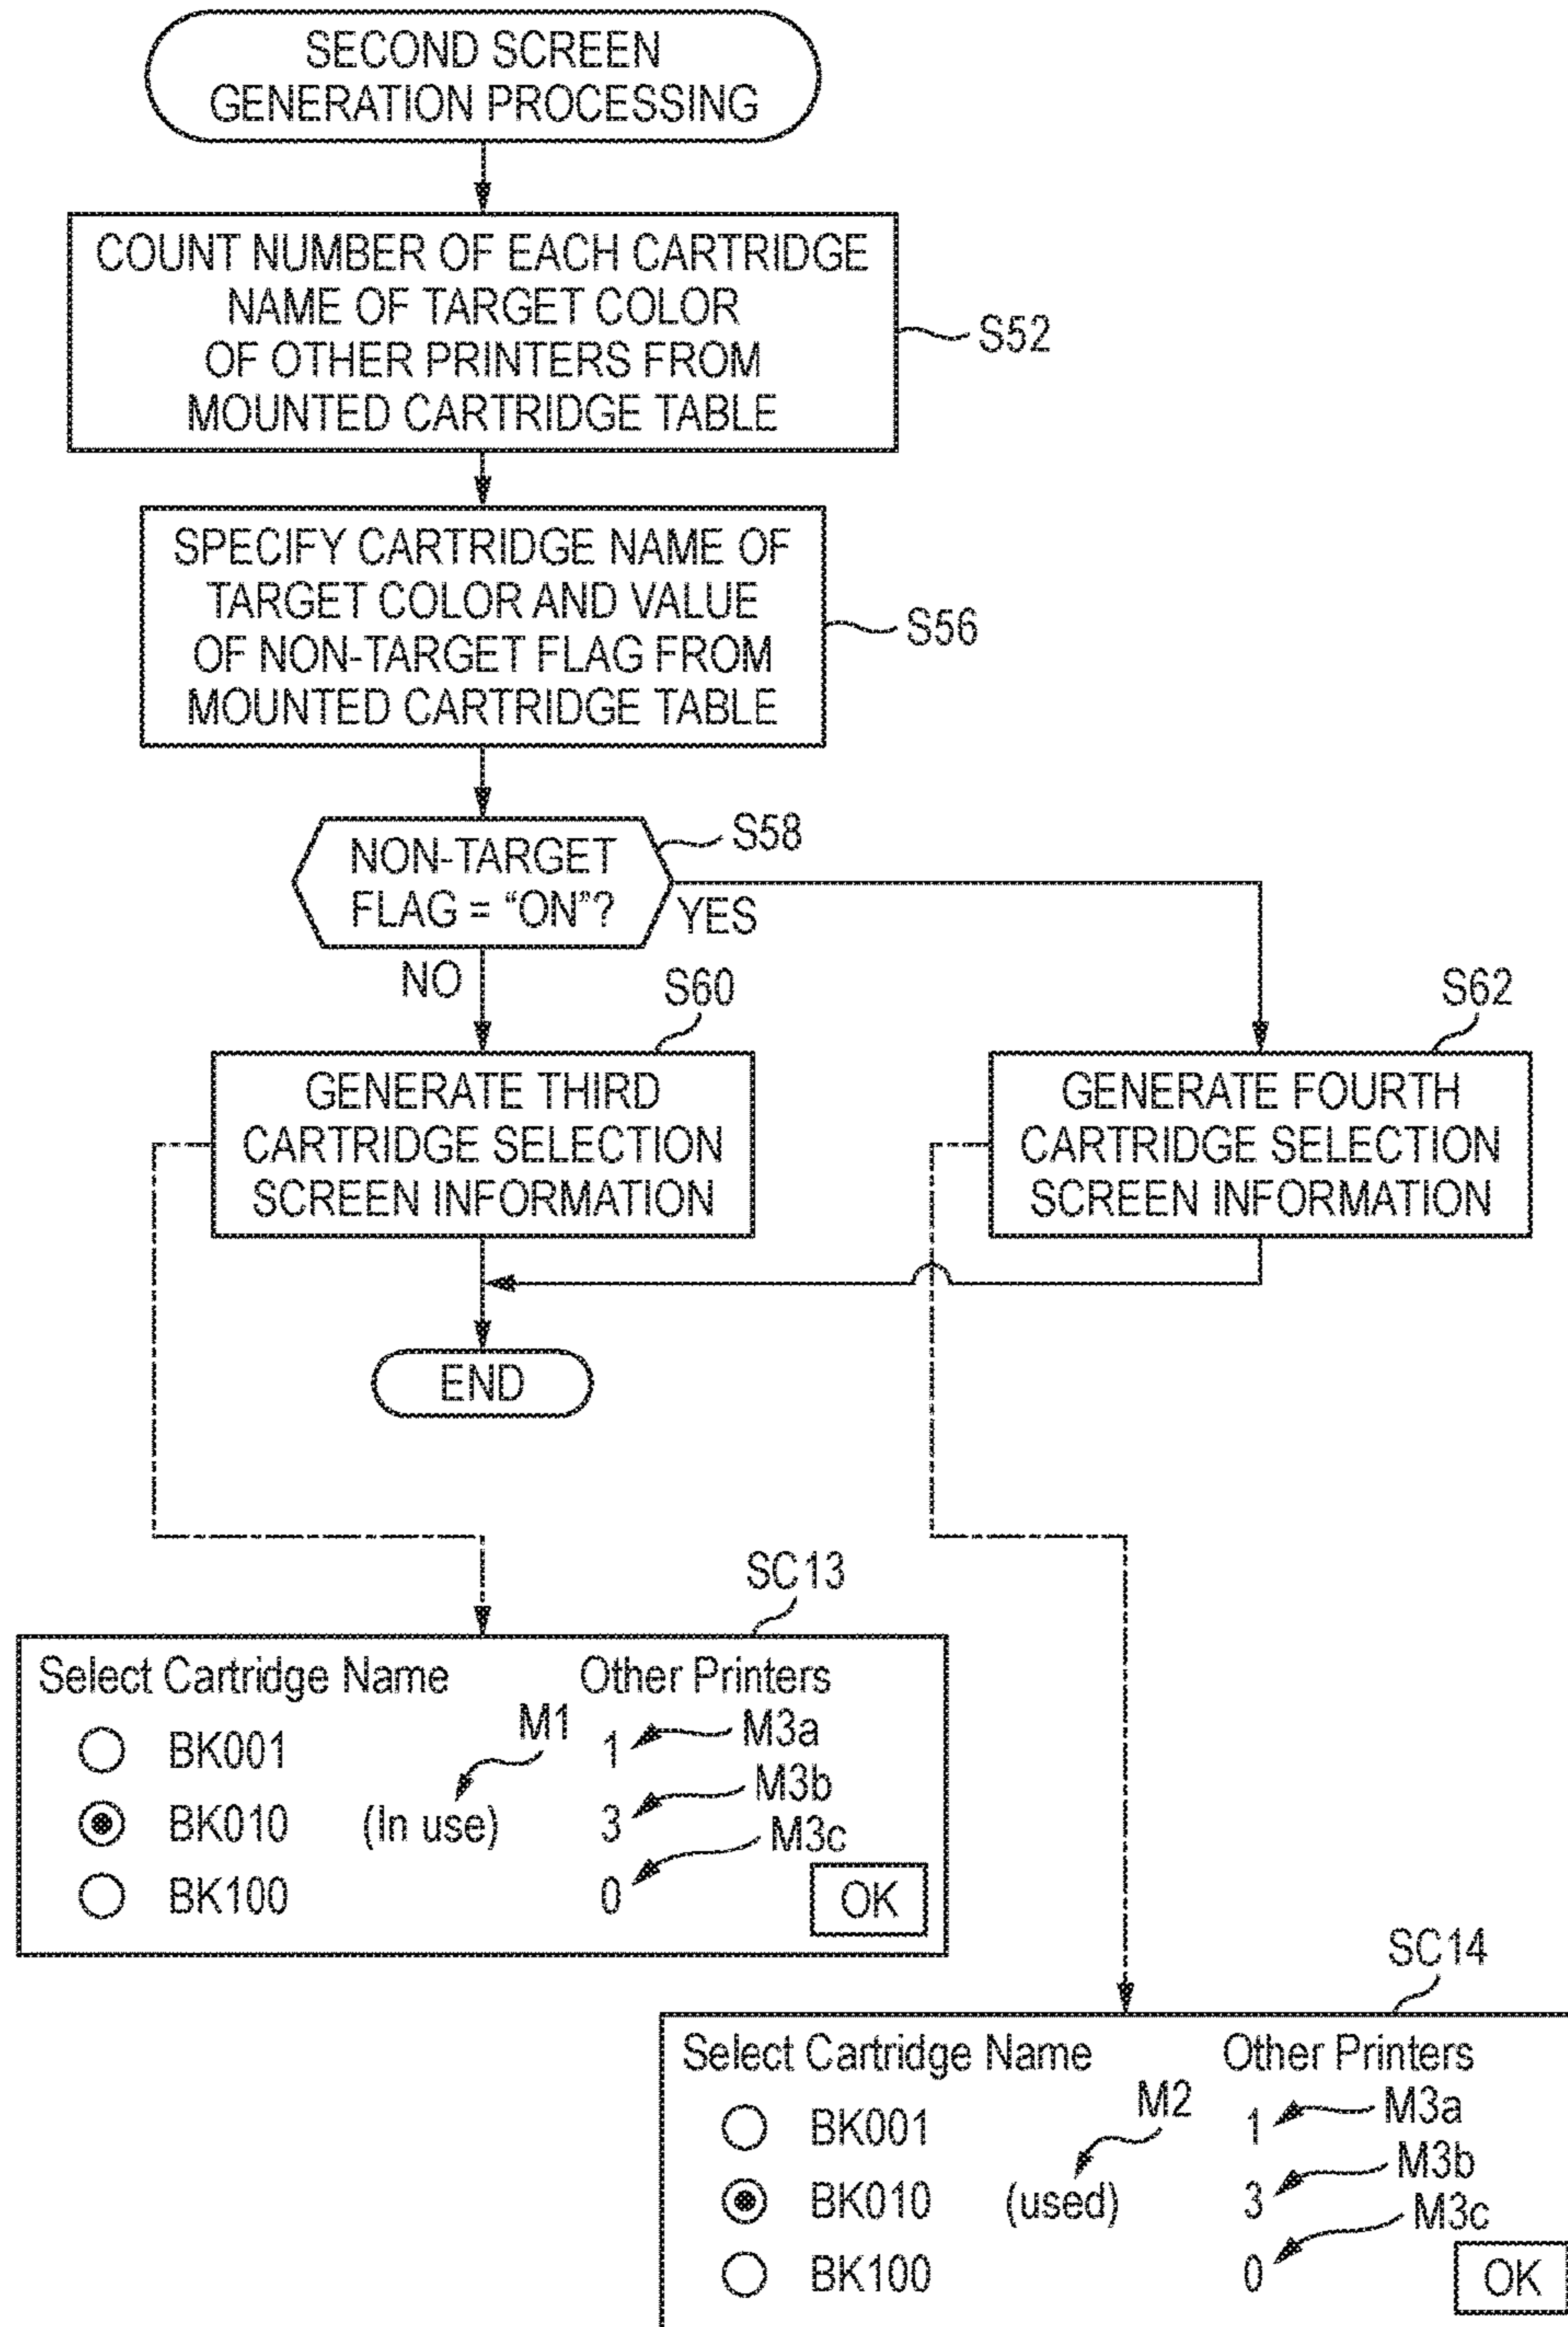 SECOND SCREEN
GENERATION PROCESSING
COUNT NUMBER OF EACH CARTRIDGE
NAME OF TARGET COLOR
OF OTHER PRINTERS FROM
MOUNTED CARTRIDGE TABLE
S52
SPECIFY CARTRIDGE NAME OF
TARGET COLOR AND VALUE
OF NON-TARGET FLAG FROM
MOUNTED CARTRIDGE TABLE
S56
NON-TARGET
FLAG = “ON”?
S58
YES
NO
S60
GENERATE THIRD
CARTRIDGE SELECTION
SCREEN INFORMATION
S62
GENERATE FOURTH
CARTRIDGE SELECTION
SCREEN INFORMATION
END
SC13
Select Cartridge Name Other Printers
BK001 M1 1 M3a
M3b
BK010 (In use) 3
M3c
BK100 0
OK
SC14
Select Cartridge Name Other Printers
BK001 M2 1 M3a
M3b
BK010 (used) 3
M3c
BK100 0
OK